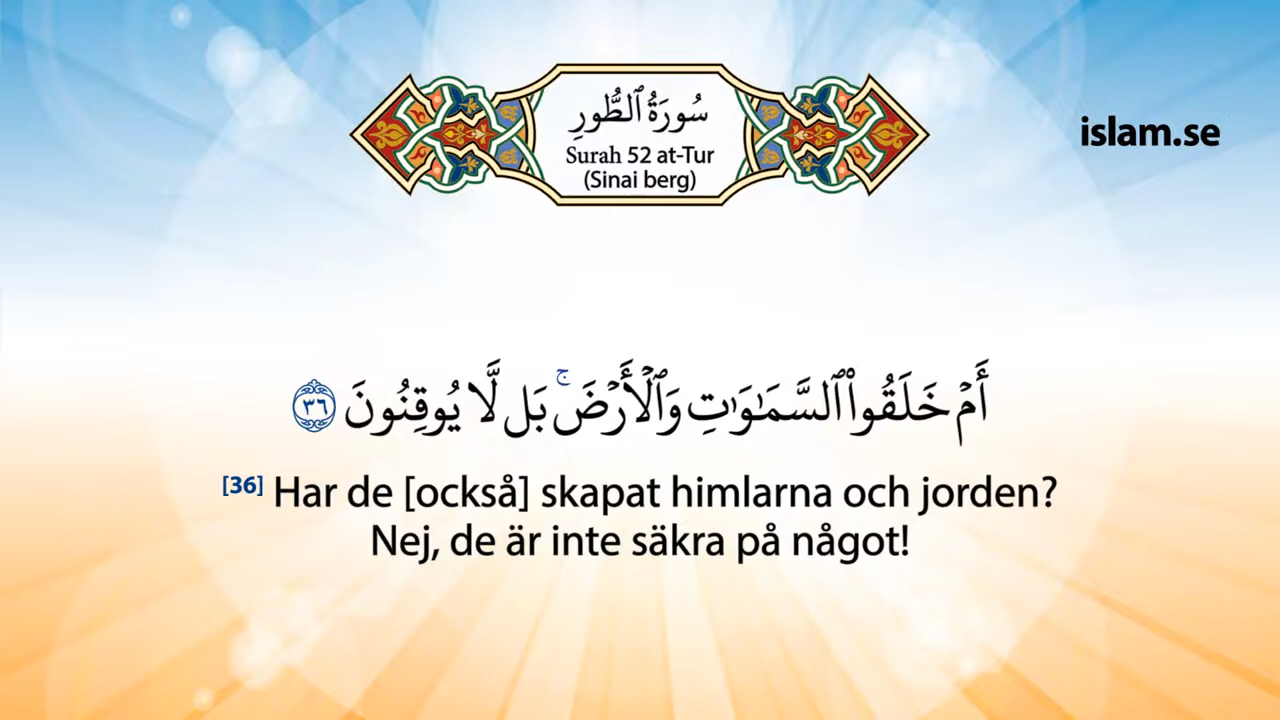 سُورَةُ ٱلطُّورِ
Surah 52 at-Tur
(Sinai berg)
islam.se
أَمْ خَلَقُوا۟ ٱلسَّمَـٰوَٰتِ وَٱلْأَرْضَ ۚ بَل لَّا يُوقِنُونَ ٣٦
[36] Har de [också] skapat himlarna och jorden?
Nej, de är inte säkra på något!